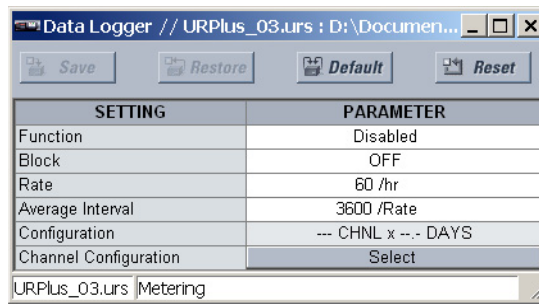 Data Logger // URPlus_03.urs : D:\Documen...
Save Restore Default Reset
SETTING PARAMETER
Function Disabled
Block OFF
Rate 60 /hr
Average Interval 3600 /Rate
Configuration --- CHNL x --.- DAYS
Channel Configuration Select
URPlus_03.urs Metering